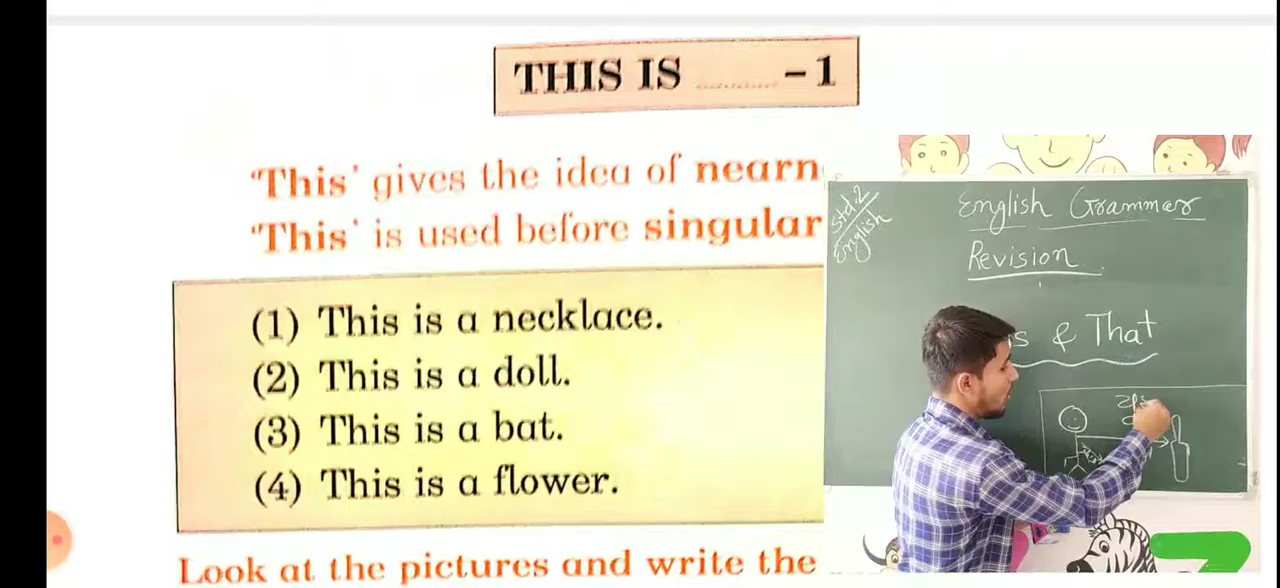 THIS IS ........... – 1
'This' gives the idea of nearn
'This' is used before singular
(1) This is a necklace.
(2) This is a doll.
(3) This is a bat.
(4) This is a flower.
Look at the pictures and write the
Std 2
English
English Grammar
Revision
& That